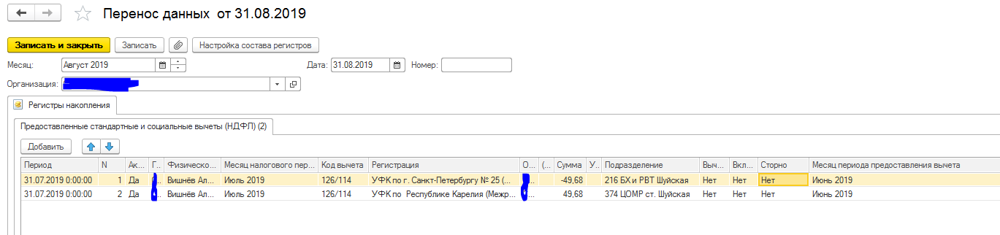 Перенос данных от 31.08.2019
Записать и закрыть Записать Настройка состава регистров
Месяц: Август 2019 Дата: 31.08.2019 Номер:
Организация:
Регистры накопления
Предоставленные стандартные и социальные вычеты (НДФЛ) (2)
Добавить
Период N Ак... Г.. Физическо... Месяц налогового пер... Код вычета Регистрация О... (... Сумма У.. Подразделение Выч... Вкл... Сторно Месяц периода предоставления вычета
31.07.2019 0:00:00 1 Да Вишнёв Ал... Июль 2019 126/114 УФК по г. Санкт-Петербургу № 25 (... -49,68 216 БХ и РВТ Шуйская Нет Нет Нет Июнь 2019
31.07.2019 0:00:00 2 Да Вишнёв Ал... Июль 2019 126/114 УФК по Республике Карелия (Межр... 49,68 374 ЦОМР ст. Шуйская Нет Нет Нет Июнь 2019